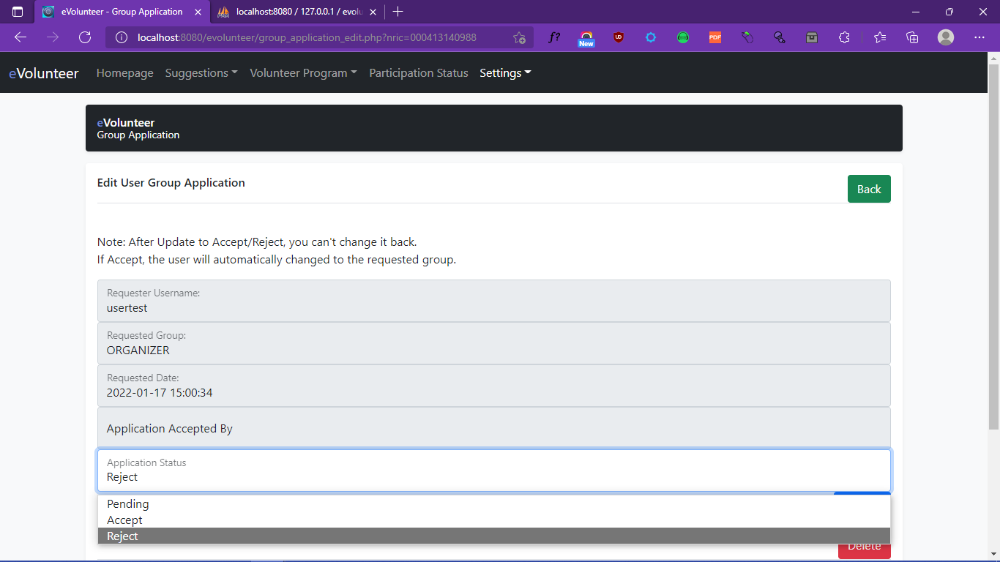 eVolunteer - Group Application
localhost:8080 / 127.0.0.1 / evolu
localhost:8080/evolunteer/group_application_edit.php?nric=000413140988
f?
New
UD
PDF
eVolunteer Homepage Suggestions Volunteer Program Participation Status Settings
eVolunteer
Group Application
Edit User Group Application
Back
Note: After Update to Accept/Reject, you can't change it back.
If Accept, the user will automatically changed to the requested group.
Requester Username:
usertest
Requested Group:
ORGANIZER
Requested Date:
2022-01-17 15:00:34
Application Accepted By
Application Status
Reject
Pending
Accept
Reject
Delete